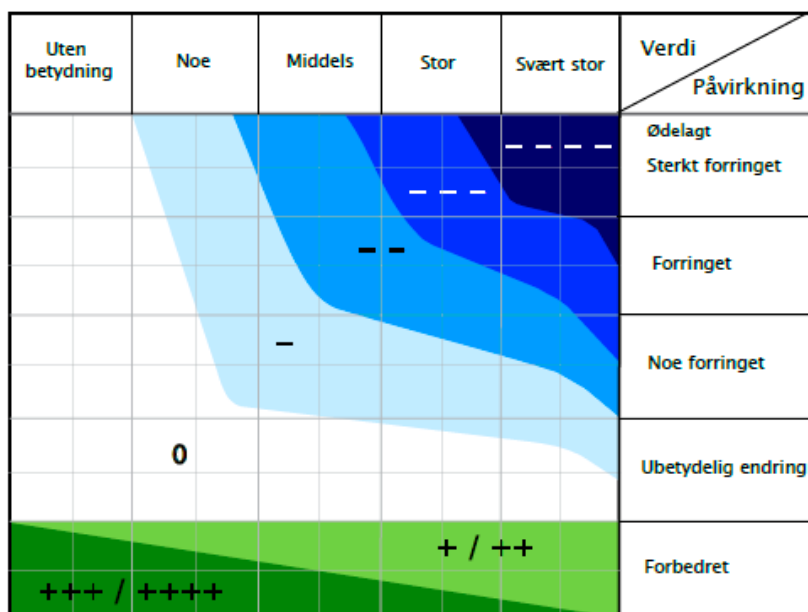 Uten
betydning
Noe
Middels
Stor
Svært stor
Verdi
Påvirkning
Ødelagt
– – – –
Sterkt forringet
– – –
– –
Forringet
–
Noe forringet
0
Ubetydelig endring
+ / ++
Forbedret
+++ / ++++